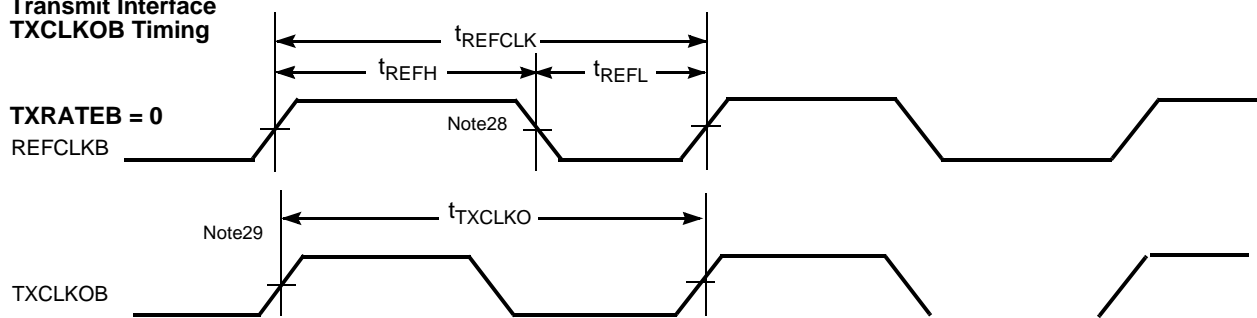 Transmit Interface
TXCLKOB Timing
tREFCLK
tREFH
tREFL
TXRATEB = 0
Note28
REFCLKB
tTXCLKO
Note29
TXCLKOB